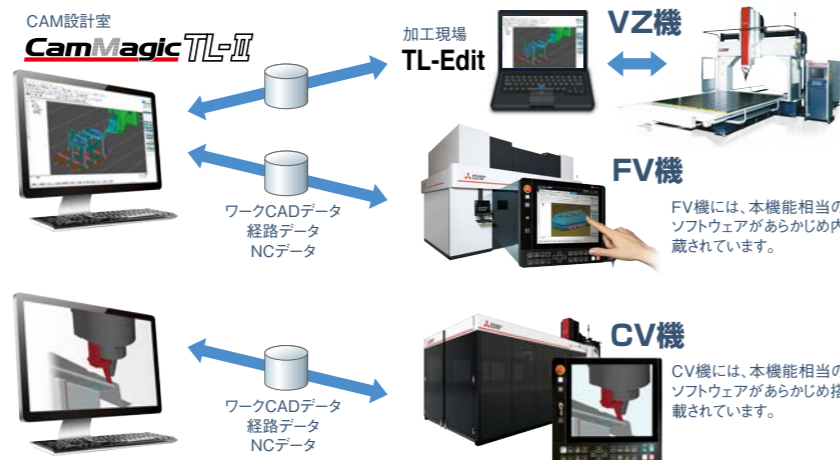 CAM設計室
CamMagic TL-II
加工現場
TL-Edit
VZ機
ワークCADデータ
経路データ
NCデータ
FV機
FV機には、本機能相当の
ソフトウェアがあらかじめ内
蔵されています。
ワークCADデータ
経路データ
NCデータ
CV機
CV機には、本機能相当の
ソフトウェアがあらかじめ搭
載されています。